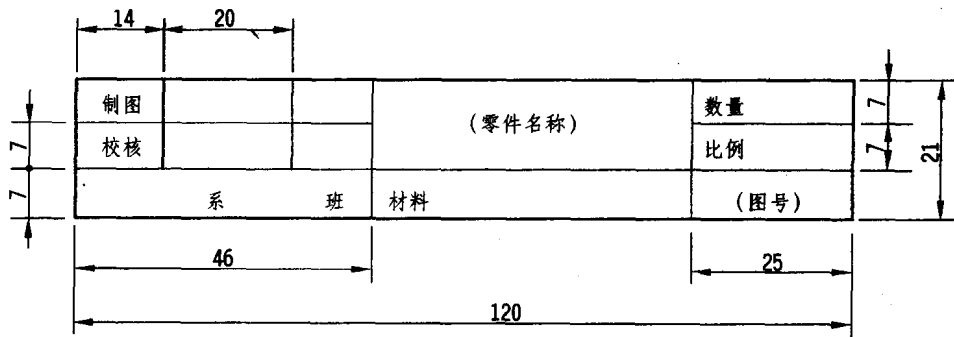 14 20
制图 (零件名称) 数量 7
7 校核 比例 7 21
7 系 班 材料 (图号)
46 25
120